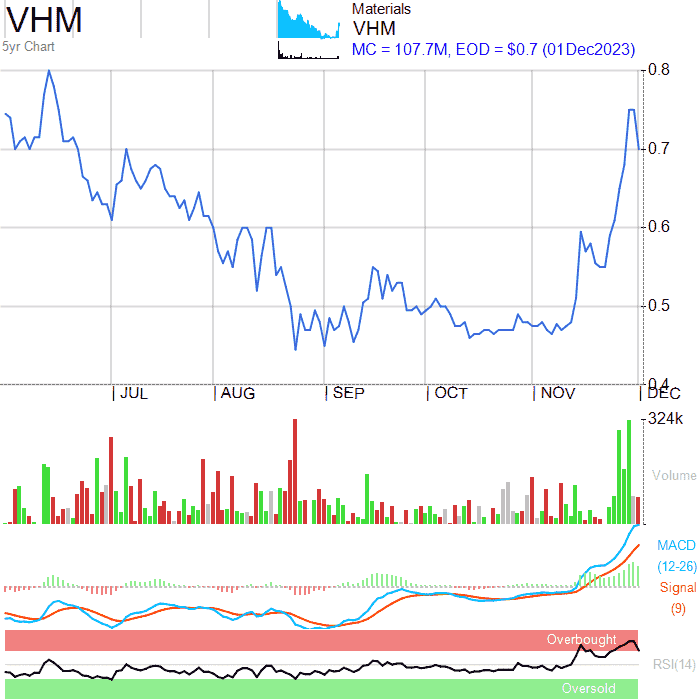 VHM
5yr Chart
Materials
VHM
MC = 107.7M, EOD = $0.7 (01Dec2023)
0.8
0.7
0.6
0.5
0.4
JUL AUG SEP OCT NOV DEC
324k
Volume
MACD
(12-26)
Signal
(9)
Overbought
RSI(14)
Oversold